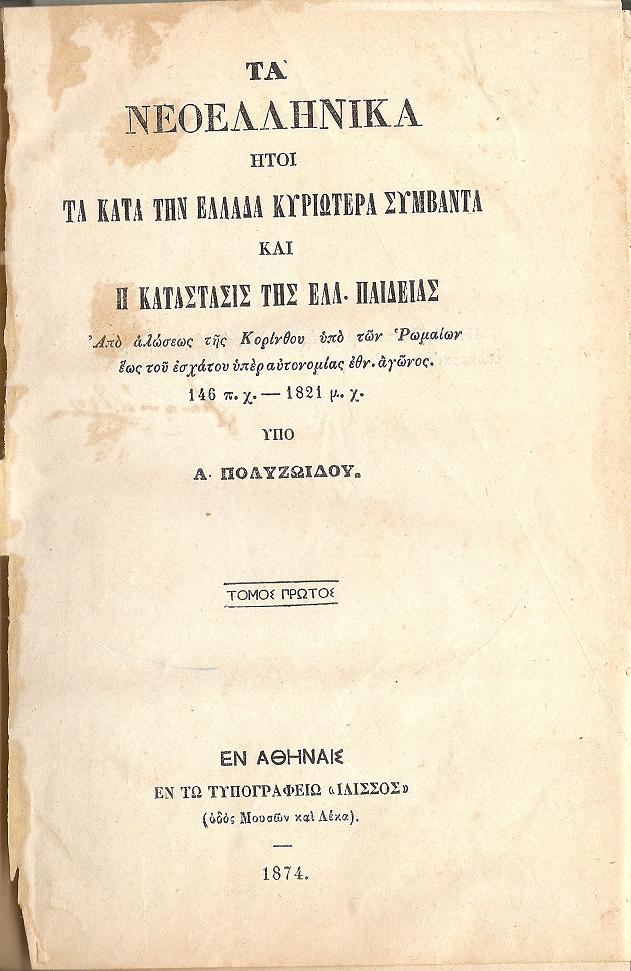 ΤΑ
ΝΕΟΕΛΛΗΝΙΚΑ
ΗΤΟΙ
ΤΑ ΚΑΤΑ ΤΗΝ ΕΛΛΑΔΑ ΚΥΡΙΩΤΕΡΑ ΣΥΜΒΑΝΤΑ
ΚΑΙ
Η ΚΑΤΑΣΤΑΣΙΣ ΤΗΣ ΕΛΛ. ΠΑΙΔΕΙΑΣ
Ἀπὸ ἁλώσεως τῆς Κορίνθου ὑπὸ τῶν Ῥωμαίων
ἕως τοῦ ἐσχάτου ὑπὲρ αὐτονομίας ἐθν. ἀγῶνος.
146 π. χ. — 1821 μ. χ.
ΥΠΟ
Α. ΠΟΛΥΖΩΙΔΟΥ.
ΤΟΜΟΣ ΠΡΩΤΟΣ
ΕΝ ΑΘΗΝΑΙΣ
ΕΝ ΤΩ ΤΥΠΟΓΡΑΦΕΙΩ «ΙΛΙΣΣΟΣ»
(ὁδὸς Μουσῶν καὶ Λέκα).
1874.